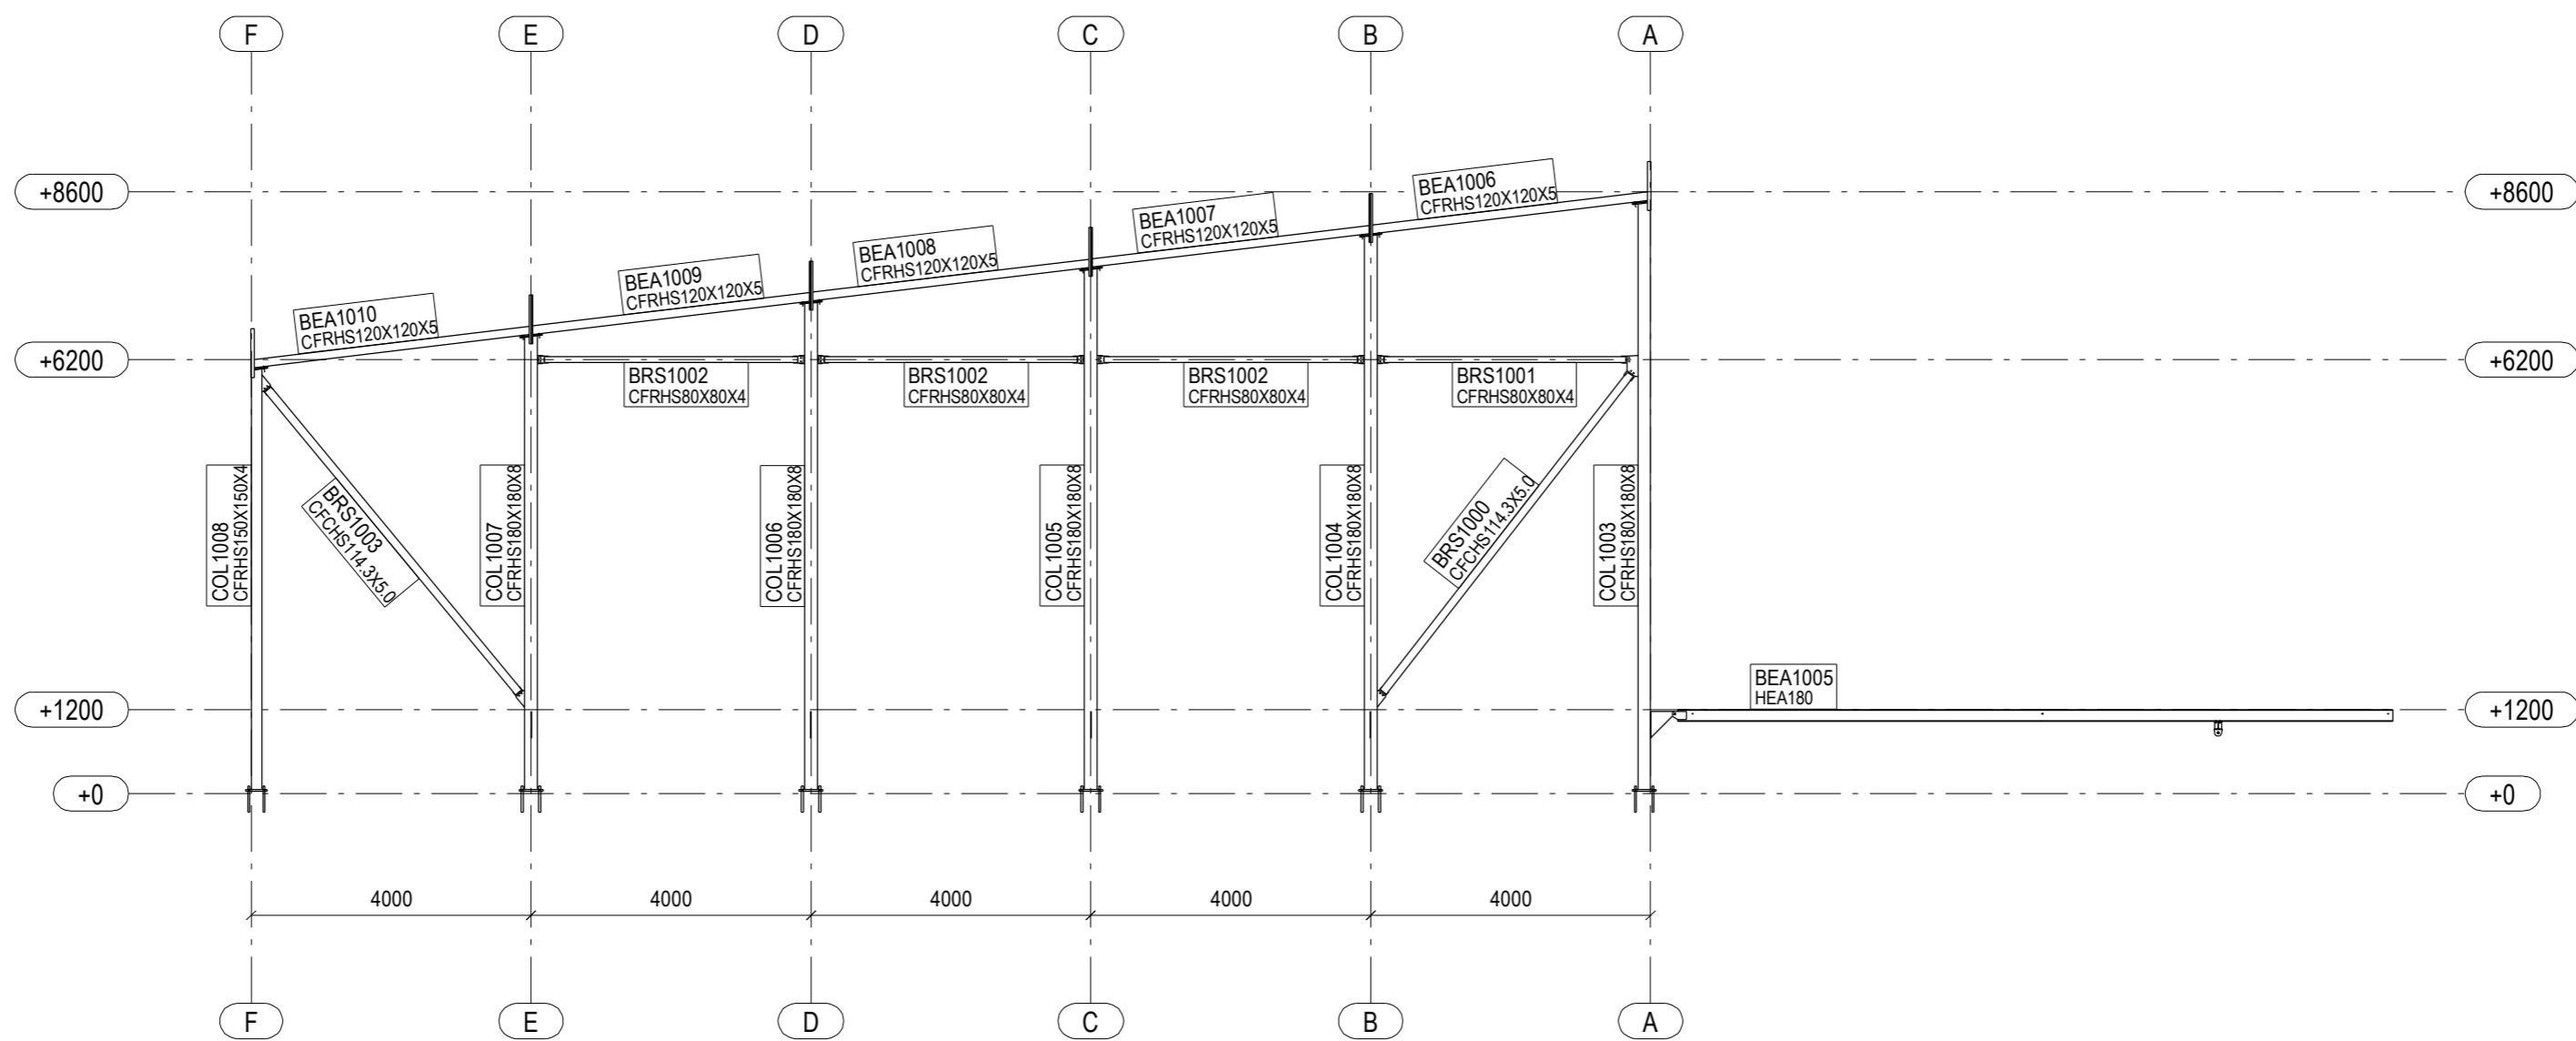 F
E
D
C
B
A
+8600
+8600
BEA1006
CFRHS120X120X5
BEA1007
CFRHS120X120X5
BEA1008
CFRHS120X120X5
BEA1009
CFRHS120X120X5
BEA1010
CFRHS120X120X5
+6200
+6200
BRS1002
CFRHS80X80X4
BRS1002
CFRHS80X80X4
BRS1002
CFRHS80X80X4
BRS1001
CFRHS80X80X4
COL1008
CFRHS150X150X4
BRS1003
CFCHS114.3X5.0
COL1007
CFRHS180X180X8
COL1006
CFRHS180X180X8
COL1005
CFRHS180X180X8
COL1004
CFRHS180X180X8
BRS1000
CFCHS114.3X5.0
COL1003
CFRHS180X180X8
BEA1005
HEA180
+1200
+1200
+0
+0
4000
4000
4000
4000
4000
F
E
D
C
B
A